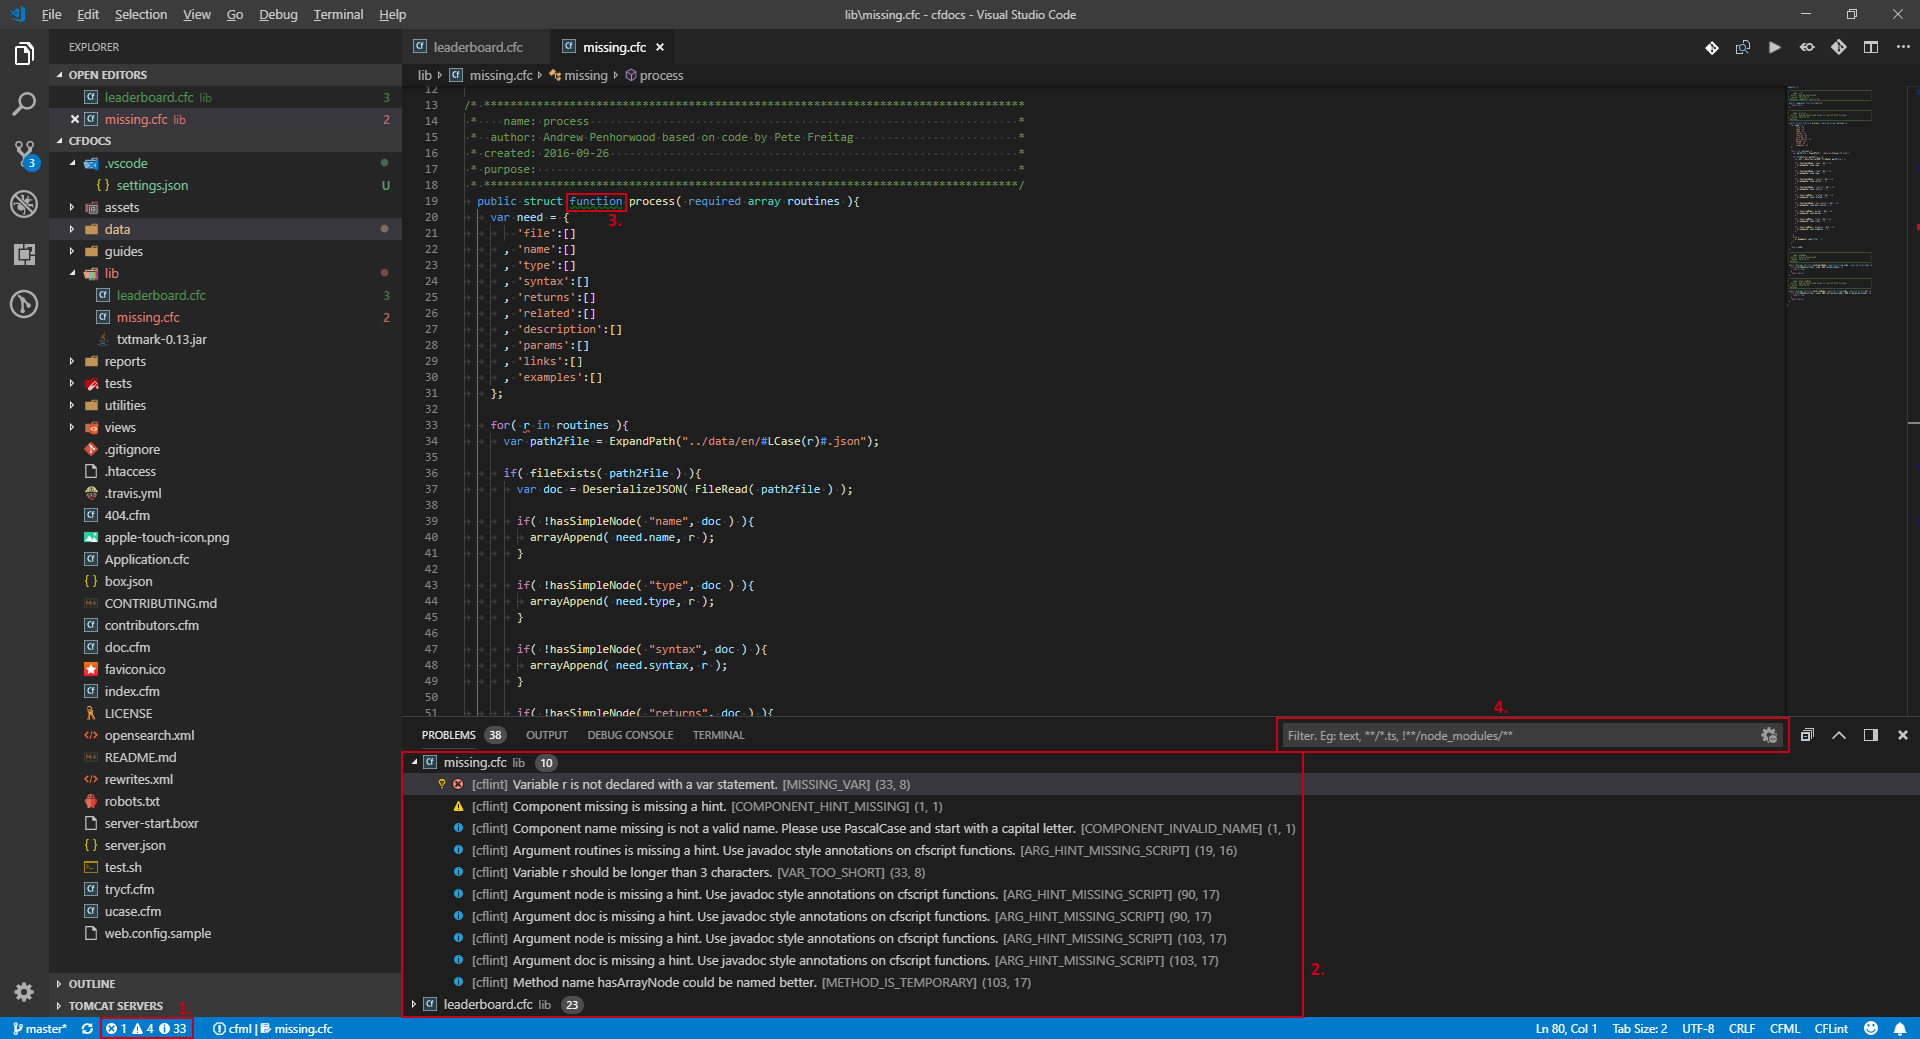 File Edit Selection View Go Debug Terminal Help
lib\missing.cfc - cfdocs - Visual Studio Code
EXPLORER
OPEN EDITORS
leaderboard.cfc lib 3
missing.cfc lib 2
CFDOCS
.vscode
settings.json U
assets
data
guides
lib
leaderboard.cfc 3
missing.cfc 2
txtmark-0.13.jar
reports
tests
utilities
views
.gitignore
.htaccess
.travis.yml
404.cfm
apple-touch-icon.png
Application.cfc
box.json
CONTRIBUTING.md
contributors.cfm
doc.cfm
favicon.ico
index.cfm
LICENSE
opensearch.xml
README.md
rewrites.xml
robots.txt
server-start.boxr
server.json
test.sh
trycf.cfm
ucase.cfm
web.config.sample
OUTLINE
TOMCAT SERVERS
3
1.
leaderboard.cfc missing.cfc
lib missing.cfc missing process
12
13 /* **********************************************************************************
14 * name: process *
15 * author: Andrew Penhorwood based on code by Pete Freitag *
16 * created: 2016-09-26 *
17 * purpose: *
18 * *********************************************************************************/
19 public struct function process( required array routines ){
3.
20 var need = {
21 'file':[]
22 , 'name':[]
23 , 'type':[]
24 , 'syntax':[]
25 , 'returns':[]
26 , 'related':[]
27 , 'description':[]
28 , 'params':[]
29 , 'links':[]
30 , 'examples':[]
31 };
32
33 for( r in routines ){
34 var path2file = ExpandPath("../data/en/#LCase(r)#.json");
35
36 if( fileExists( path2file ) ){
37 var doc = DeserializeJSON( FileRead( path2file ) );
38
39 if( !hasSimpleNode( "name", doc ) ){
40 arrayAppend( need.name, r );
41 }
42
43 if( !hasSimpleNode( "type", doc ) ){
44 arrayAppend( need.type, r );
45 }
46
47 if( !hasSimpleNode( "syntax", doc ) ){
48 arrayAppend( need.syntax, r );
49 }
50
51 if( !hasSimpleNode( "returns", doc ) ){
4.
PROBLEMS 38 OUTPUT DEBUG CONSOLE TERMINAL
Filter. Eg: text, **/*.ts, !**/node_modules/**
missing.cfc lib 10
[cflint] Variable r is not declared with a var statement. [MISSING_VAR] (33, 8)
[cflint] Component missing is missing a hint. [COMPONENT_HINT_MISSING] (1, 1)
[cflint] Component name missing is not a valid name. Please use PascalCase and start with a capital letter. [COMPONENT_INVALID_NAME] (1, 1)
[cflint] Argument routines is missing a hint. Use javadoc style annotations on cfscript functions. [ARG_HINT_MISSING_SCRIPT] (19, 16)
[cflint] Variable r should be longer than 3 characters. [VAR_TOO_SHORT] (33, 8)
[cflint] Argument node is missing a hint. Use javadoc style annotations on cfscript functions. [ARG_HINT_MISSING_SCRIPT] (90, 17)
[cflint] Argument doc is missing a hint. Use javadoc style annotations on cfscript functions. [ARG_HINT_MISSING_SCRIPT] (90, 17)
[cflint] Argument node is missing a hint. Use javadoc style annotations on cfscript functions. [ARG_HINT_MISSING_SCRIPT] (103, 17)
[cflint] Argument doc is missing a hint. Use javadoc style annotations on cfscript functions. [ARG_HINT_MISSING_SCRIPT] (103, 17)
[cflint] Method name hasArrayNode could be named better. [METHOD_IS_TEMPORARY] (103, 17)
2.
leaderboard.cfc lib 23
master* 1 4 33 cfml | missing.cfc
Ln 80, Col 1 Tab Size: 2 UTF-8 CRLF CFML CFLint